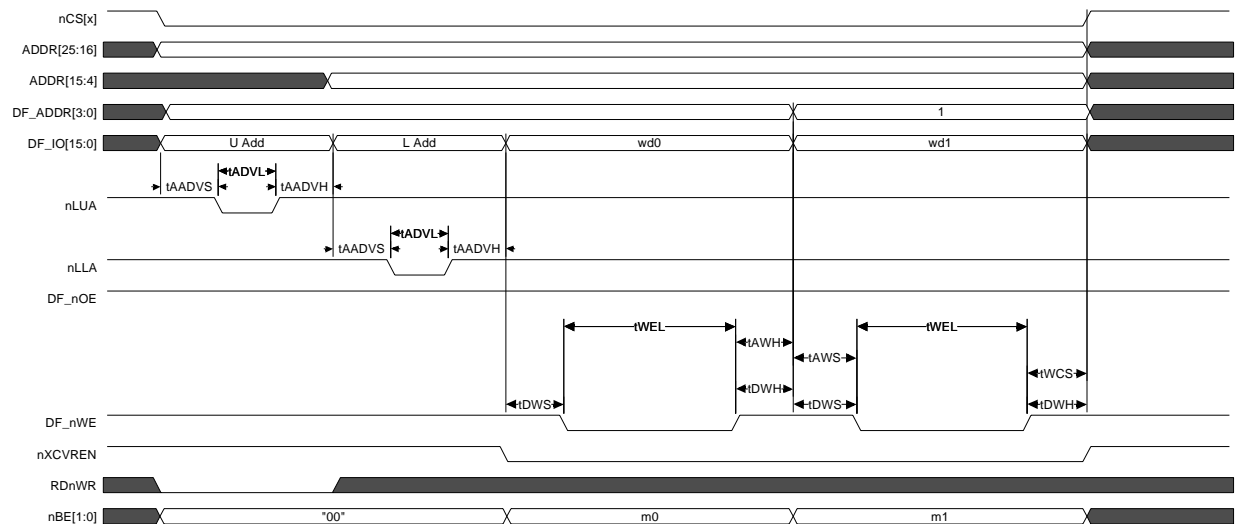 nCS[x]
ADDR[25:16]
ADDR[15:4]
DF_ADDR[3:0] 1
DF_IO[15:0] U Add L Add wd0 wd1
tADVL
tAADVS tAADVH
nLUA
tADVL
tAADVS tAADVH
nLLA
DF_nOE
tWEL tWEL
tAWH tAWS
tWCS
tDWH
tDWS tDWS tDWH
DF_nWE
nXCVREN
RDnWR
nBE[1:0] "00" m0 m1